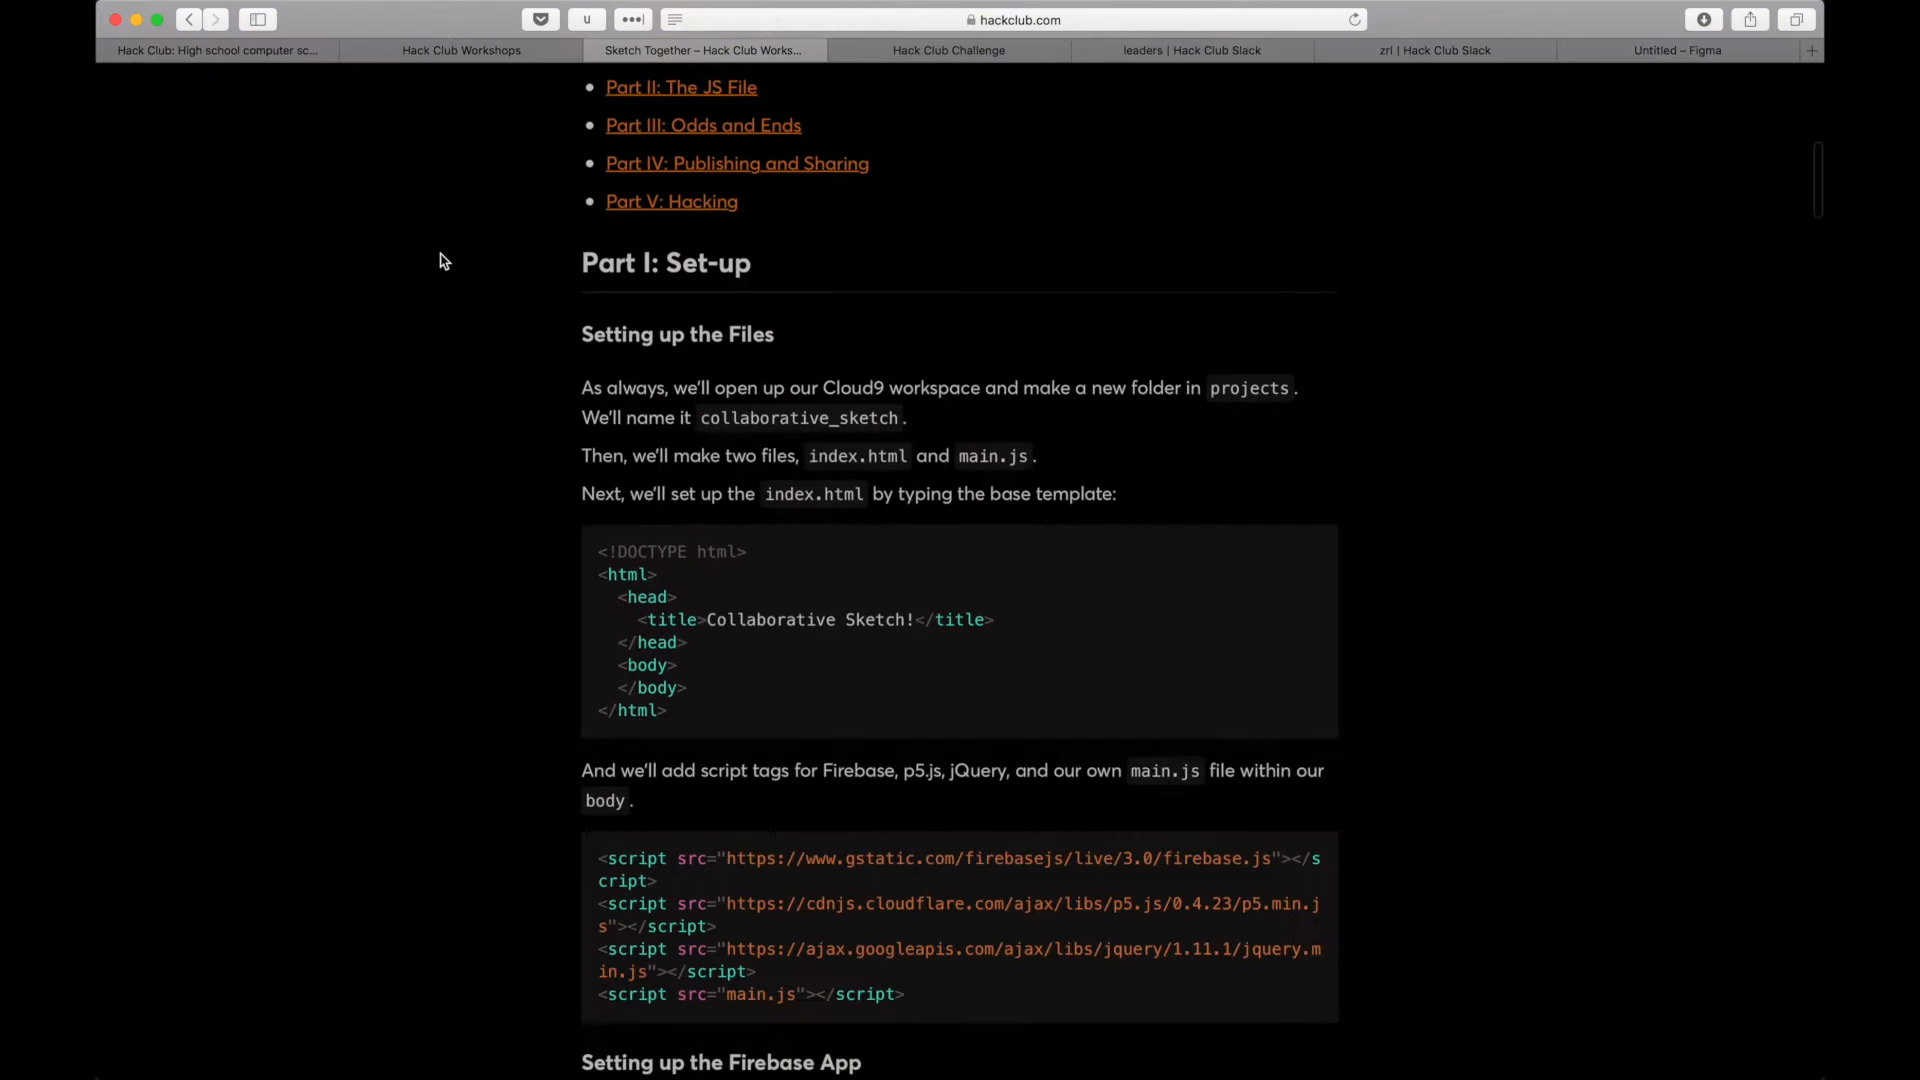 u
hackclub.com
Hack Club: High school computer sc...
Hack Club Workshops
Sketch Together – Hack Club Works...
Hack Club Challenge
leaders | Hack Club Slack
zrl | Hack Club Slack
Untitled – Figma
Part II: The JS File
Part III: Odds and Ends
Part IV: Publishing and Sharing
Part V: Hacking
Part I: Set-up
Setting up the Files
As always, we’ll open up our Cloud9 workspace and make a new folder in projects.
We’ll name it collaborative_sketch.
Then, we’ll make two files, index.html and main.js.
Next, we’ll set up the index.html by typing the base template:
<!DOCTYPE html>
<html>
<head>
<title>Collaborative Sketch!</title>
</head>
<body>
</body>
</html>
And we’ll add script tags for Firebase, p5.js, jQuery, and our own main.js file within our
body.
<script src="https://www.gstatic.com/firebasejs/live/3.0/firebase.js"></s
cript>
<script src="https://cdnjs.cloudflare.com/ajax/libs/p5.js/0.4.23/p5.min.j
s"></script>
<script src="https://ajax.googleapis.com/ajax/libs/jquery/1.11.1/jquery.m
in.js"></script>
<script src="main.js"></script>
Setting up the Firebase App